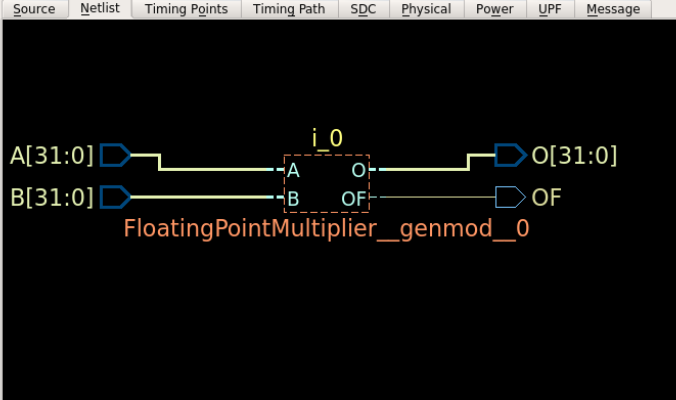 Source Netlist Timing Points Timing Path SDC Physical Power UPF Message
i_0
A[31:0] A O O[31:0]
B[31:0] B OF OF
FloatingPointMultiplier__genmod__0